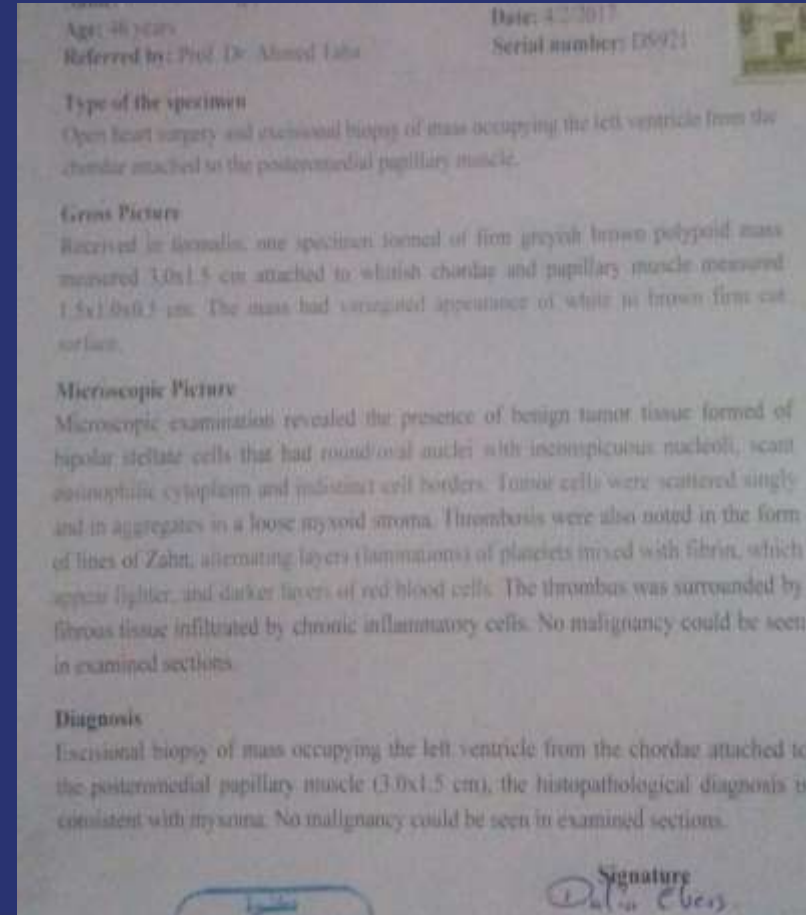 Age: 46 years
Date: 4/2/2017
Referred by: Prof. Dr. Ahmed Taha
Serial number: DS921
Type of the specimen
Open heart surgery and excisional biopsy of mass occupying the left ventricle from the
chordae attached to the posteromedial papillary muscle.
Gross Picture
Received in formalin, one specimen formed of firm greyish brown polypoid mass
measured 3.0x1.5 cm attached to whitish chordae and papillary muscle measured
1.5x1.0x0.5 cm. The mass had variegated appearance of white to brown firm cut
surface.
Microscopic Picture
Microscopic examination revealed the presence of benign tumor tissue formed of
bipolar stellate cells that had round/oval nuclei with inconspicuous nucleoli, scant
eosinophilic cytoplasm and indistinct cell borders. Tumor cells were scattered singly
and in aggregates in a loose myxoid stroma. Thrombosis were also noted in the form
of lines of Zahn, alternating layers (laminations) of platelets mixed with fibrin, which
appear lighter, and darker layers of red blood cells. The thrombus was surrounded by
fibrous tissue infiltrated by chronic inflammatory cells. No malignancy could be seen
in examined sections.
Diagnosis
Excisional biopsy of mass occupying the left ventricle from the chordae attached to
the posteromedial papillary muscle (3.0x1.5 cm), the histopathological diagnosis is
consistent with myxoma. No malignancy could be seen in examined sections.
Signature